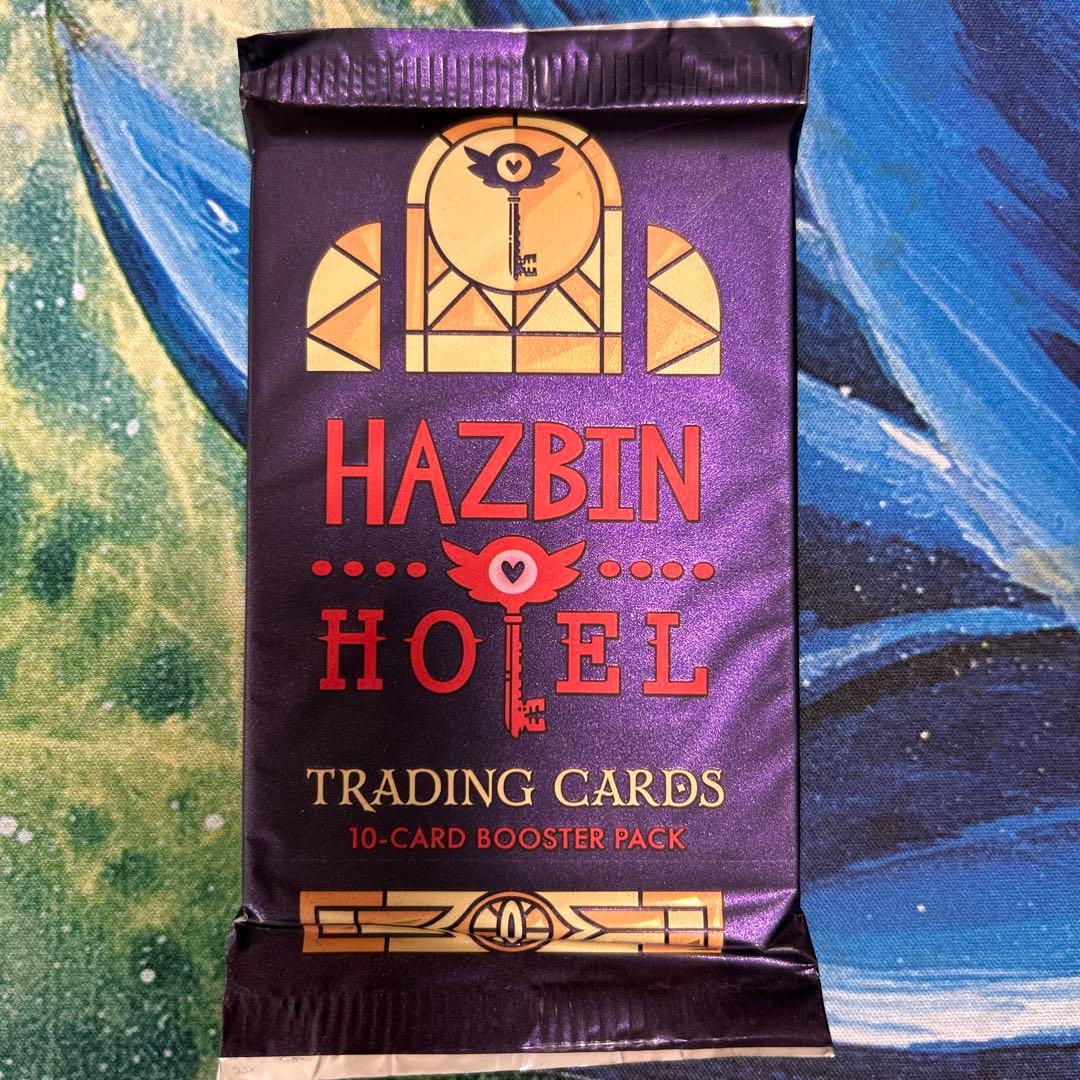 HAZBIN
HOTEL
TRADING CARDS
10-CARD BOOSTER PACK